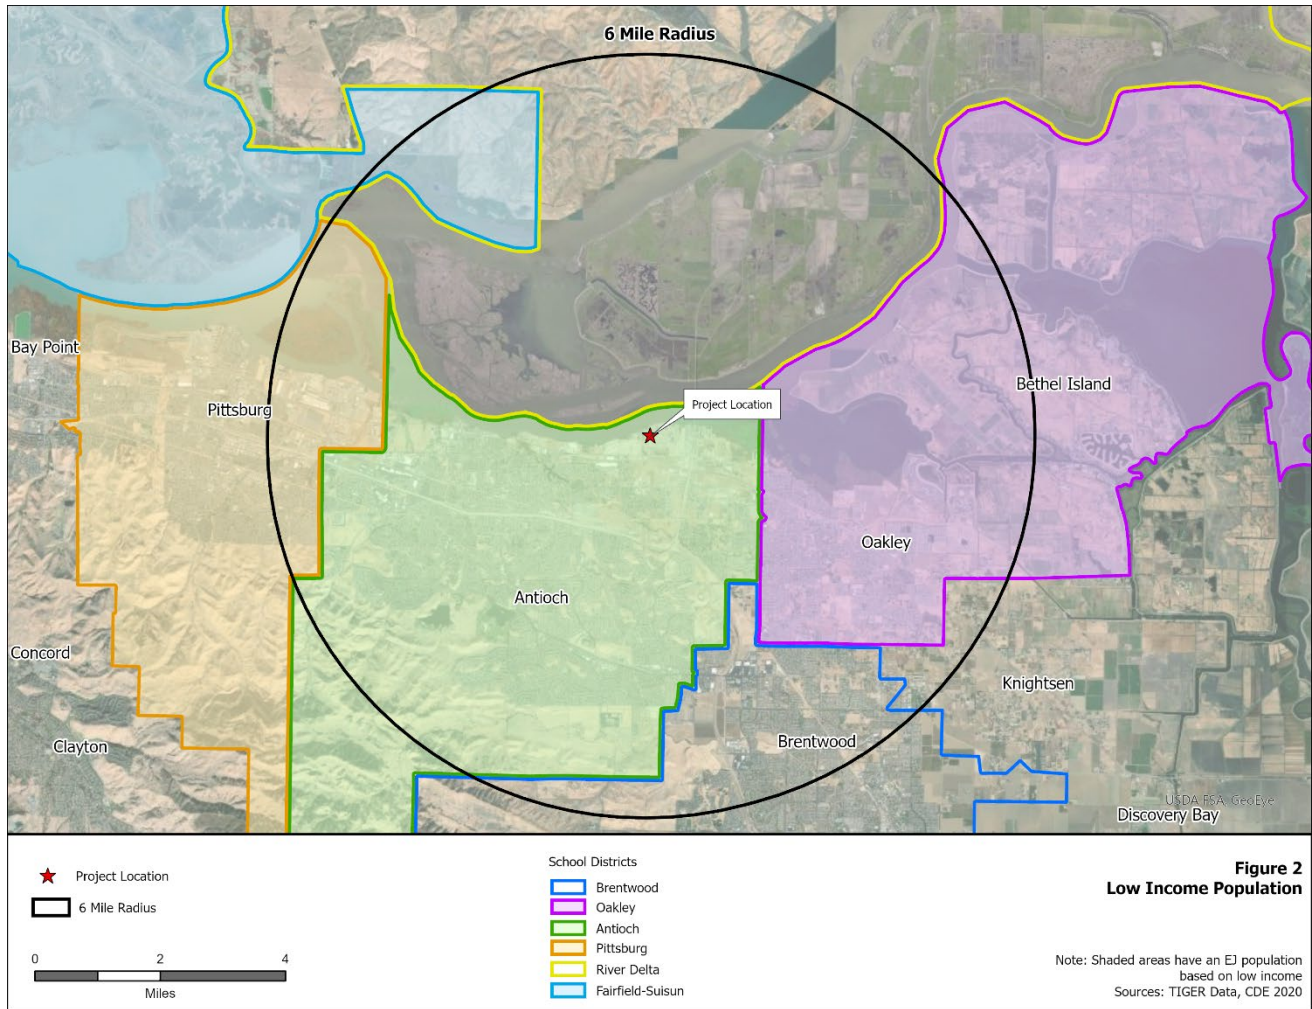 6 Mile Radius
Bay Point
Pittsburg
Bethel Island
Project Location
Oakley
Antioch
Concord
Knightsen
Clayton
Brentwood
USDA FSA, GeoEye
Discovery Bay
Project Location
6 Mile Radius
0 2 4
Miles
School Districts
Brentwood
Oakley
Antioch
Pittsburg
River Delta
Fairfield-Suisun
Figure 2
Low Income Population
Note: Shaded areas have an EJ population
based on low income
Sources: TIGER Data, CDE 2020